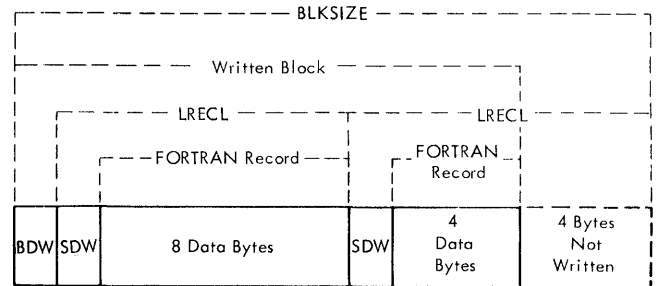 BLKSIZE
Written Block
LRECL
LRECL
FORTRAN Record
FORTRAN
Record
BDW
SDW
8 Data Bytes
SDW
4
Data
Bytes
4 Bytes
Not
Written